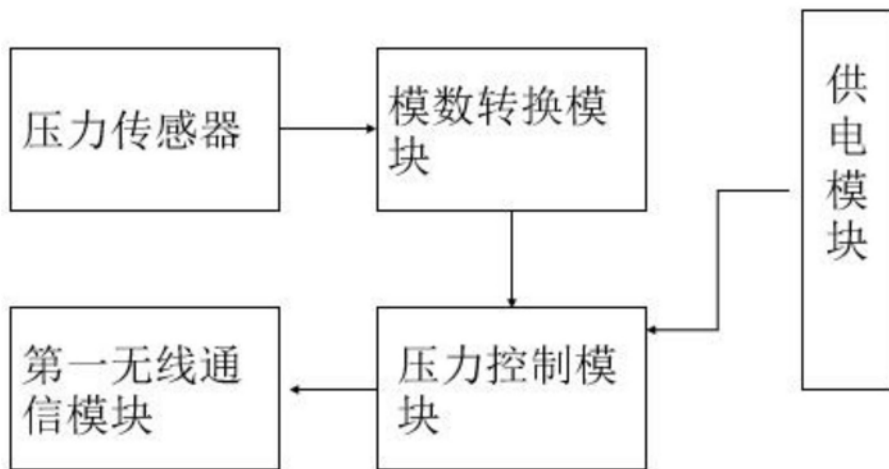 压力传感器
模数转换模
块
供电模块
第一无线通
信模块
压力控制模
块